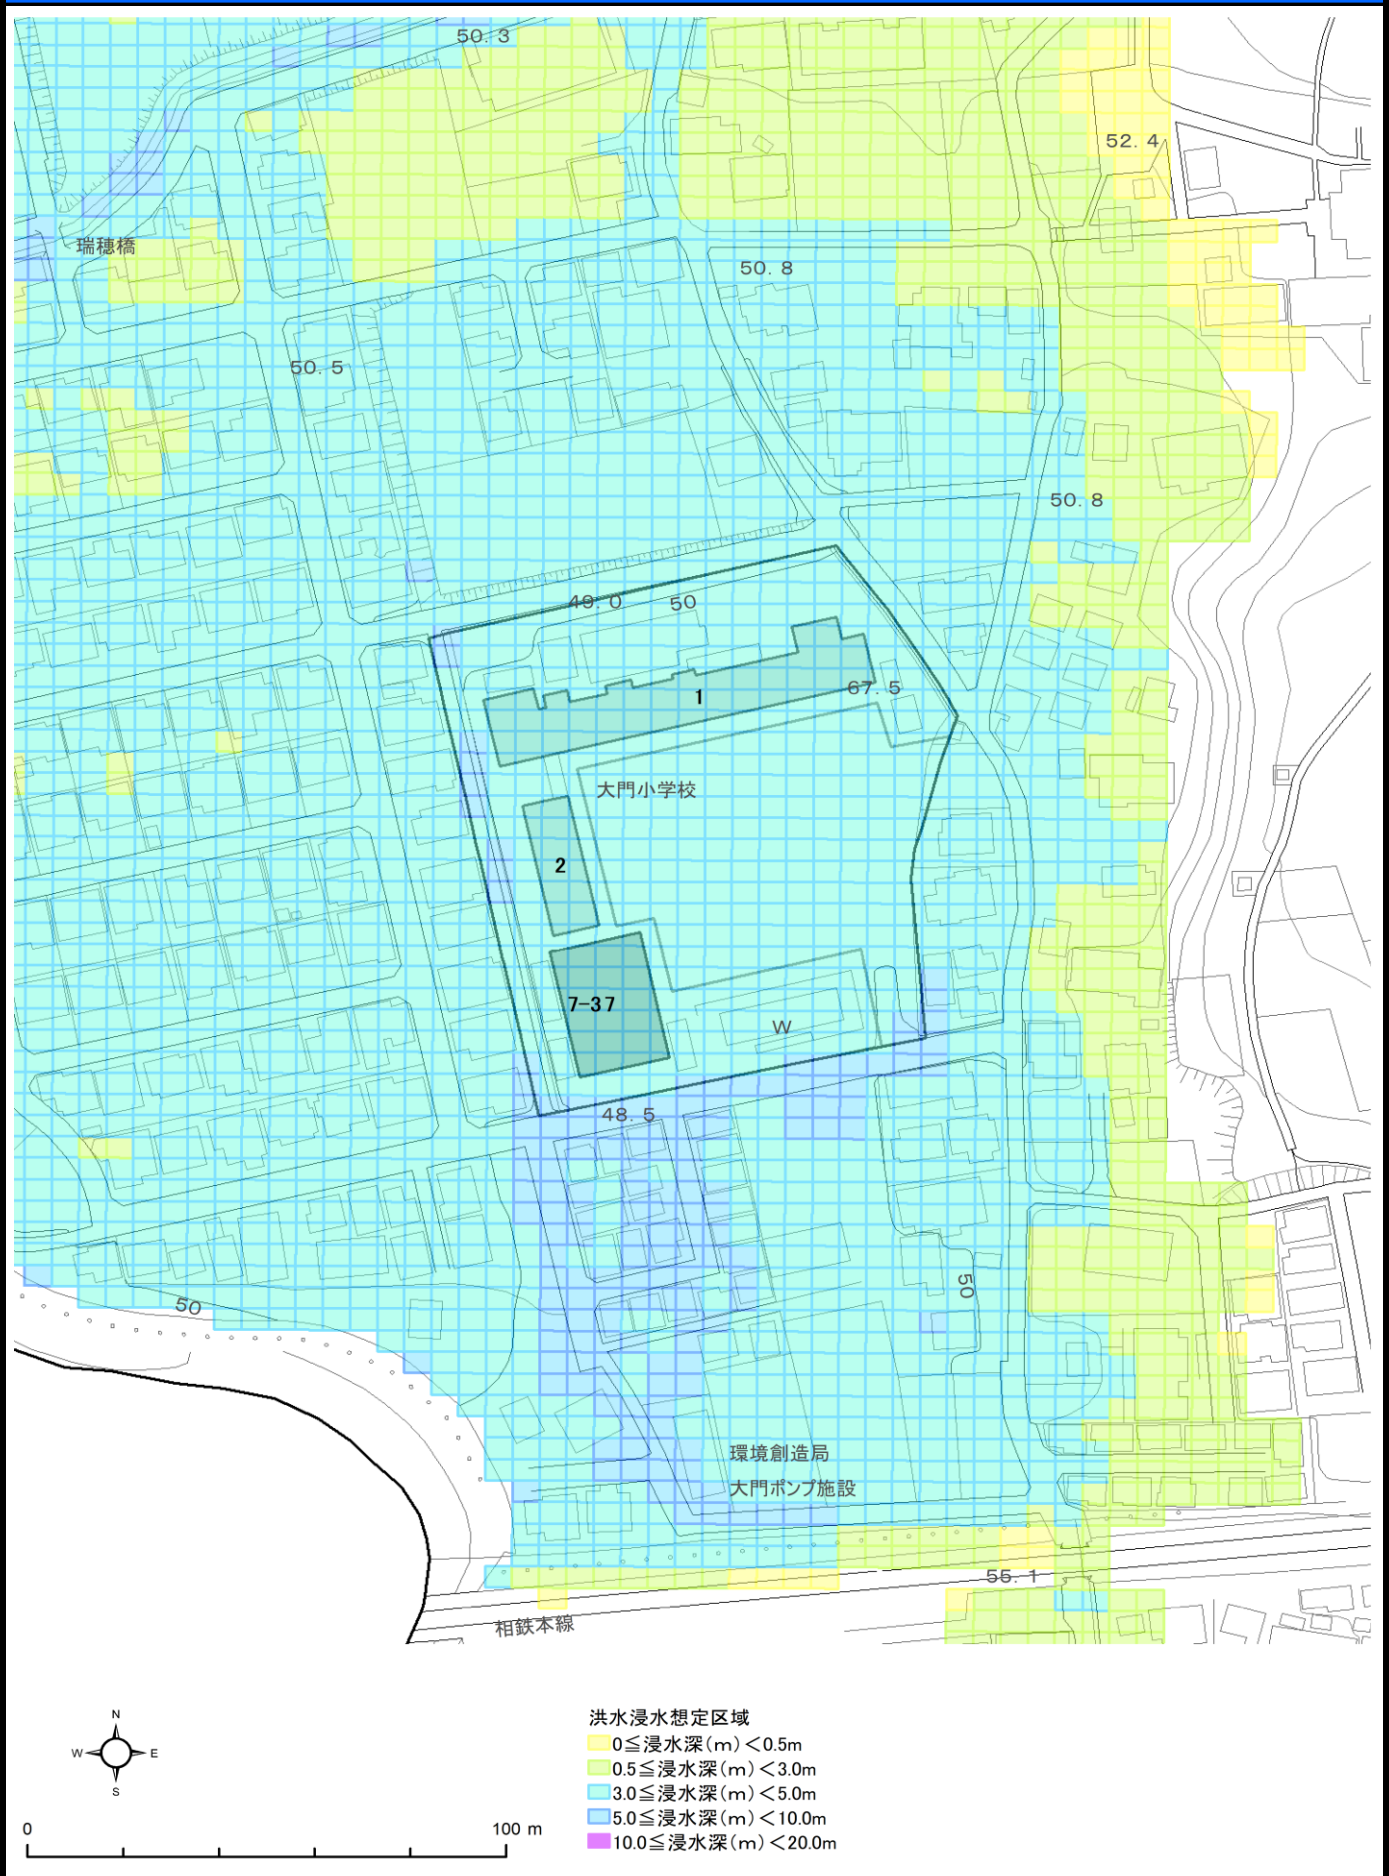 50.3
52.4
瑞穂橋
50.8
50.5
50.8
49.0
50
67.5
1
大門小学校
2
7-37
W
48.5
50
50
環境創造局
大門ポンプ施設
55.1
相鉄本線
N
W
E
S
0
100 m
洪水浸水想定区域
0≦浸水深(m)<0.5m
0.5≦浸水深(m)<3.0m
3.0≦浸水深(m)<5.0m
5.0≦浸水深(m)<10.0m
10.0≦浸水深(m)<20.0m